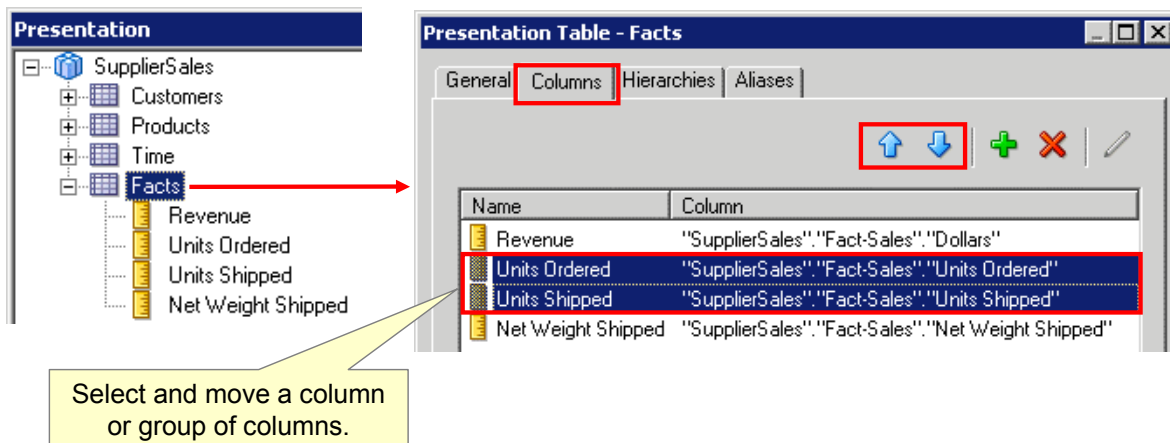 Presentation
SupplierSales
Customers
Products
Time
Facts
Revenue
Units Ordered
Units Shipped
Net Weight Shipped
Presentation Table - Facts
General Columns Hierarchies Aliases
Name Column
Revenue "SupplierSales"."Fact-Sales"."Dollars"
Units Ordered "SupplierSales"."Fact-Sales"."Units Ordered"
Units Shipped "SupplierSales"."Fact-Sales"."Units Shipped"
Net Weight Shipped "SupplierSales"."Fact-Sales"."Net Weight Shipped"
Select and move a column
or group of columns.